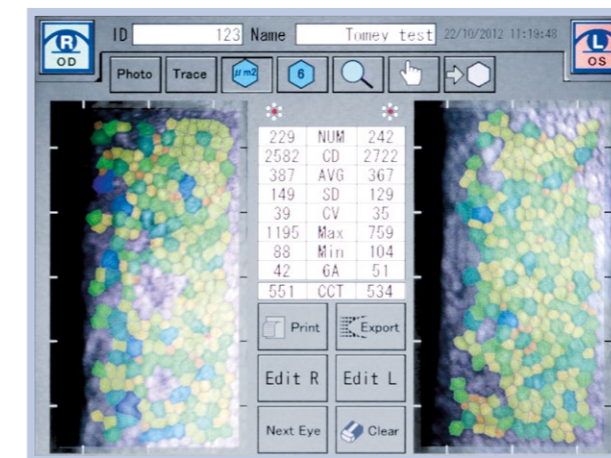 R OD ID 123 Name Tomey test 22/10/2012 11:19:48 L OS
Photo Trace μm2 6
229 NUM 242
2582 CD 2722
387 AVG 367
149 SD 129
39 CV 35
1195 Max 759
88 Min 104
42 6A 51
551 CCT 534
Print Export
Edit R Edit L
Next Eye Clear